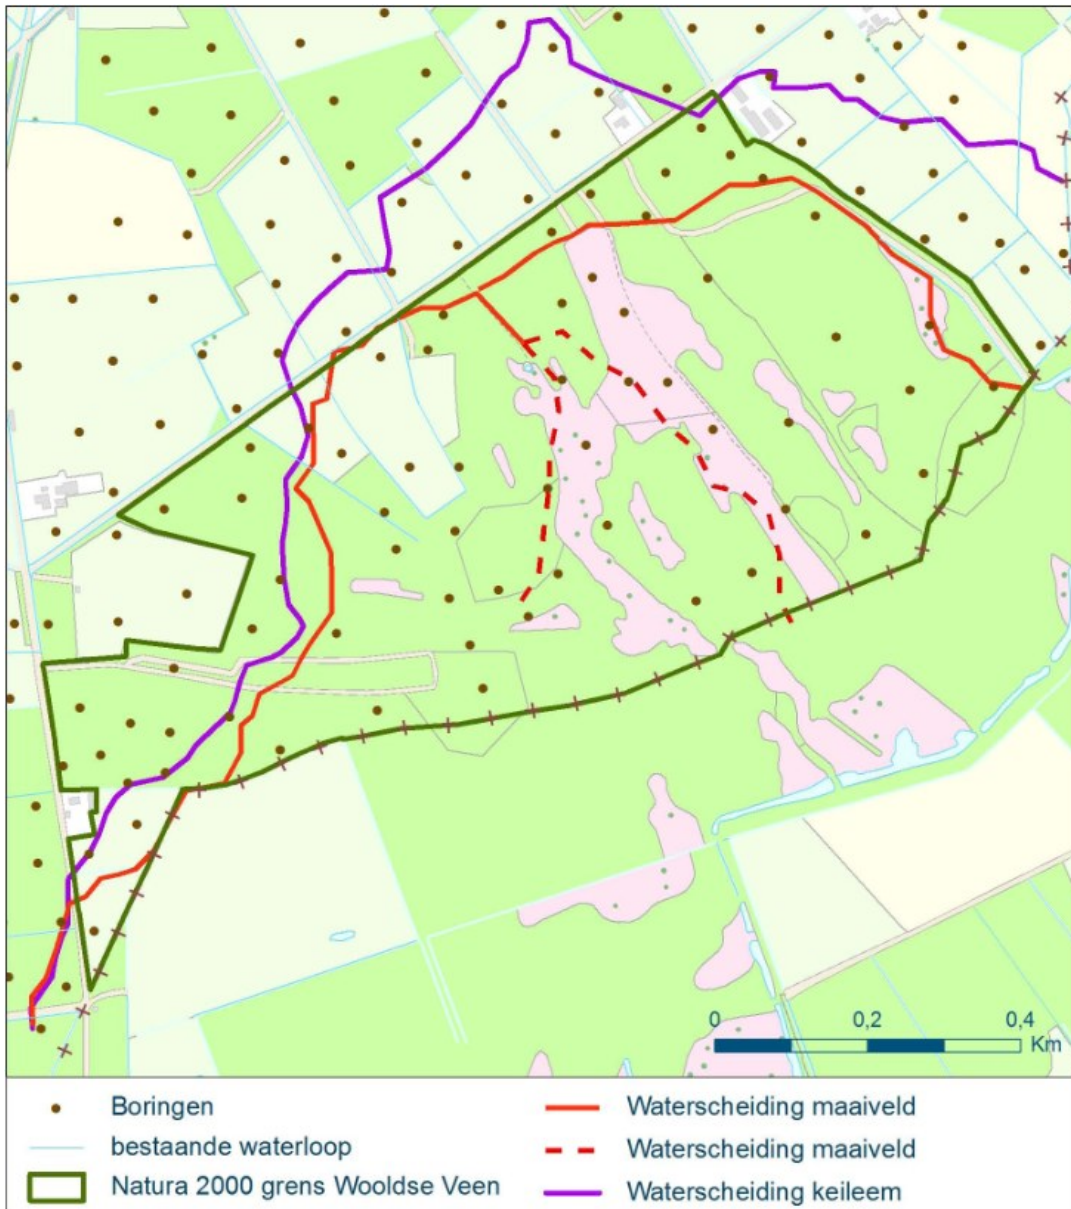 0 0,2 0,4
Km
Boringen
bestaande waterloop
Natura 2000 grens Wooldse Veen
Waterscheiding maaiveld
Waterscheiding maaiveld
Waterscheiding keileem